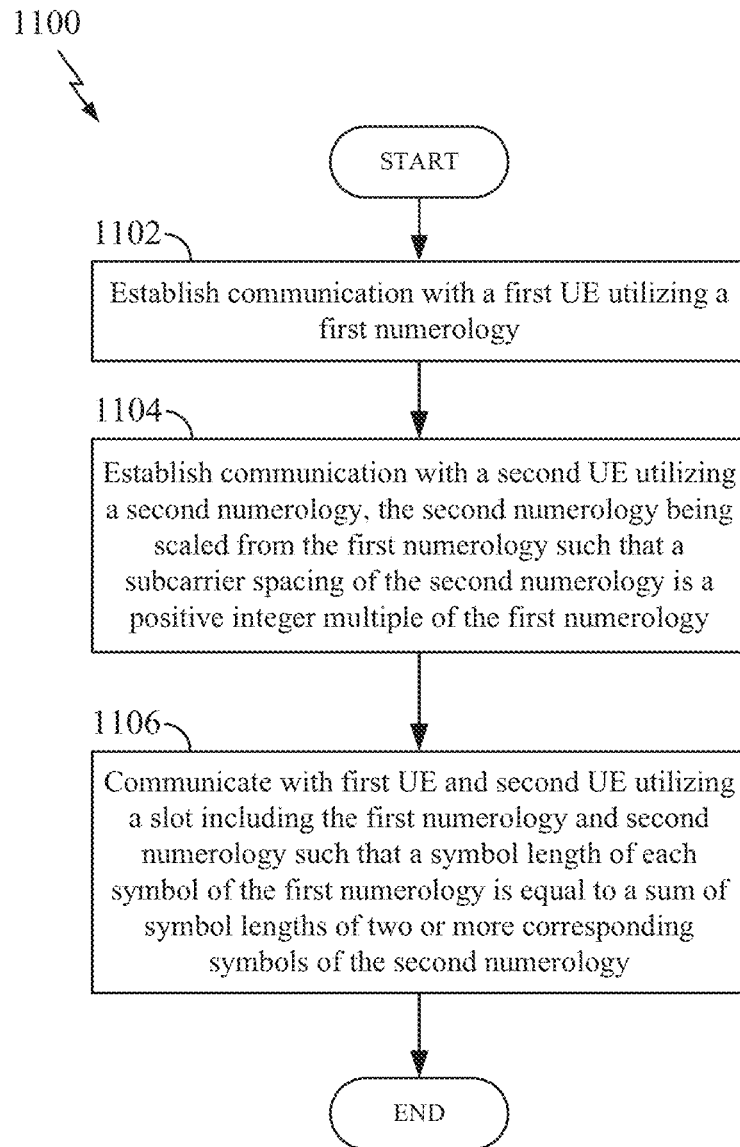 1100
START
1102
Establish communication with a first UE utilizing a
first numerology
1104
Establish communication with a second UE utilizing
a second numerology, the second numerology being
scaled from the first numerology such that a
subcarrier spacing of the second numerology is a
positive integer multiple of the first numerology
1106
Communicate with first UE and second UE utilizing
a slot including the first numerology and second
numerology such that a symbol length of each
symbol of the first numerology is equal to a sum of
symbol lengths of two or more corresponding
symbols of the second numerology
END